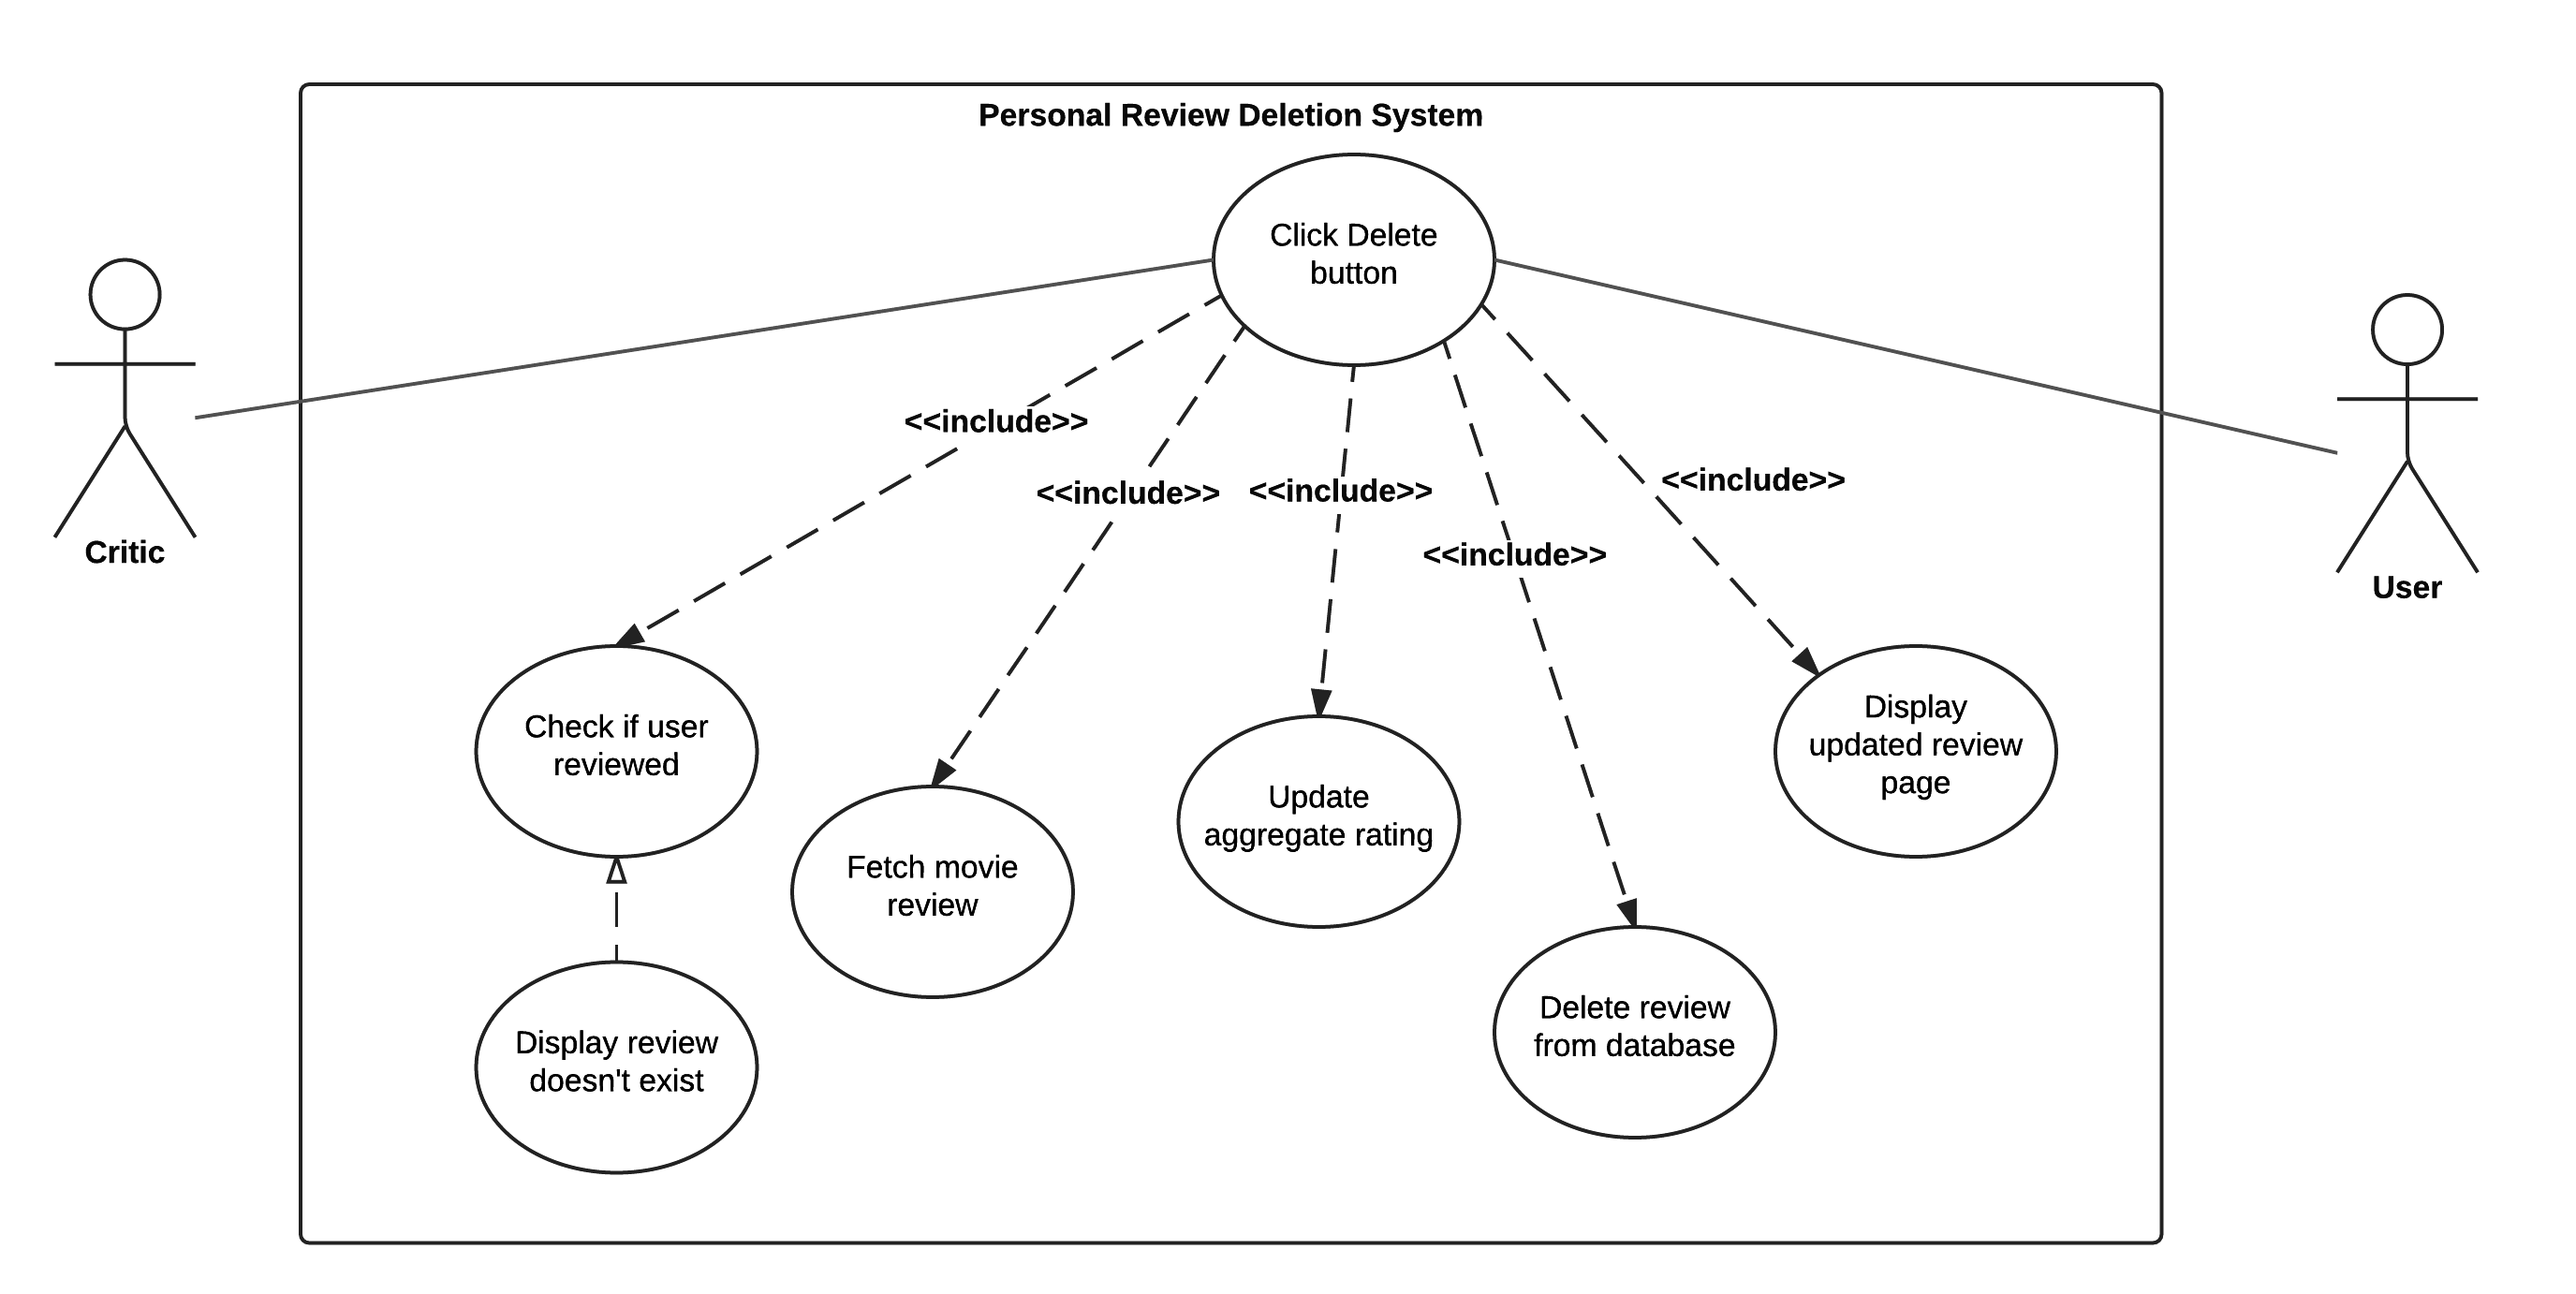 Personal Review Deletion System
Click Delete
button
<<include>>
<<include>>
<<include>>
<<include>>
<<include>>
Critic
User
Check if user
reviewed
Fetch movie
review
Update
aggregate rating
Display
updated review
page
Display review
doesn't exist
Delete review
from database